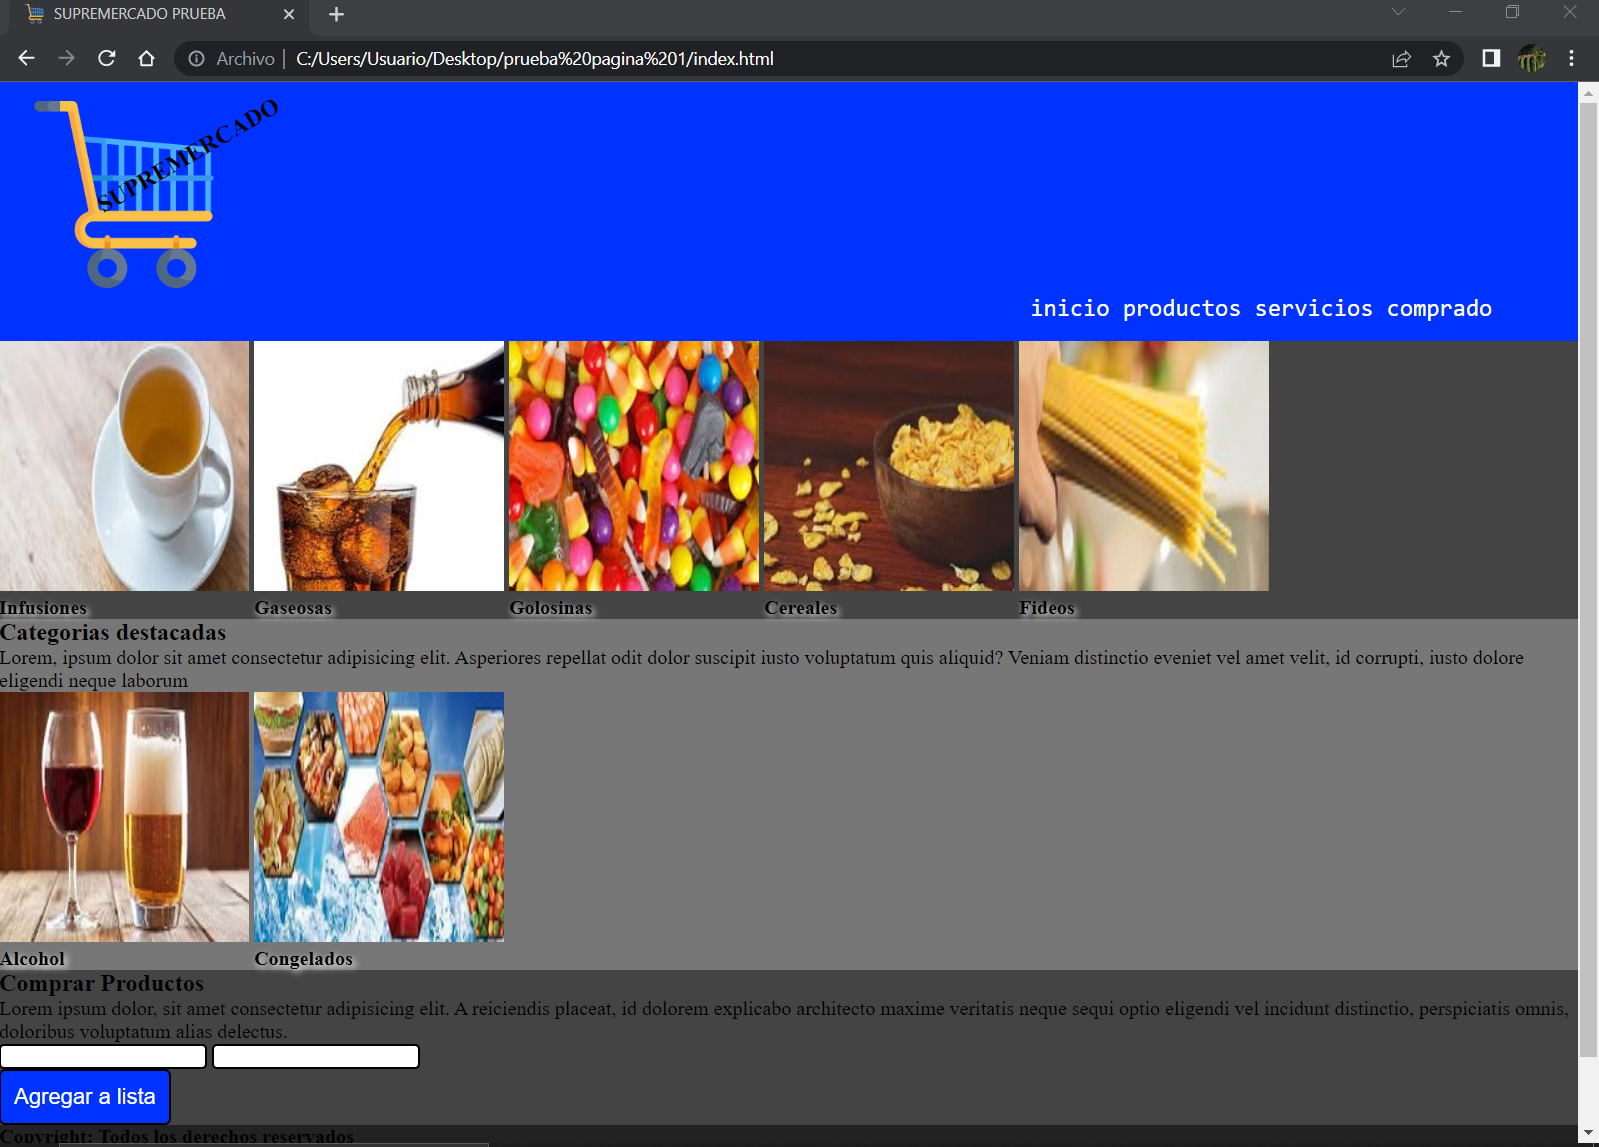 SUPREMERCADO PRUEBA
Archivo | C:/Users/Usuario/Desktop/prueba%20pagina%201/index.html
SUPREMERCADO
inicio productos servicios comprado
Infusiones Gaseosas Golosinas Cereales Fideos
Categorias destacadas
Lorem, ipsum dolor sit amet consectetur adipisicing elit. Asperiores repellat odit dolor suscipit iusto voluptatum quis aliquid? Veniam distinctio eveniet vel amet velit, id corrupti, iusto dolore
eligendi neque laborum
Alcohol Congelados
Comprar Productos
Lorem ipsum dolor, sit amet consectetur adipisicing elit. A reiciendis placeat, id dolorem explicabo architecto maxime veritatis neque sequi optio eligendi vel incidunt distinctio, perspiciatis omnis,
doloribus voluptatum alias delectus.
Agregar a lista
Copyright: Todos los derechos reservados